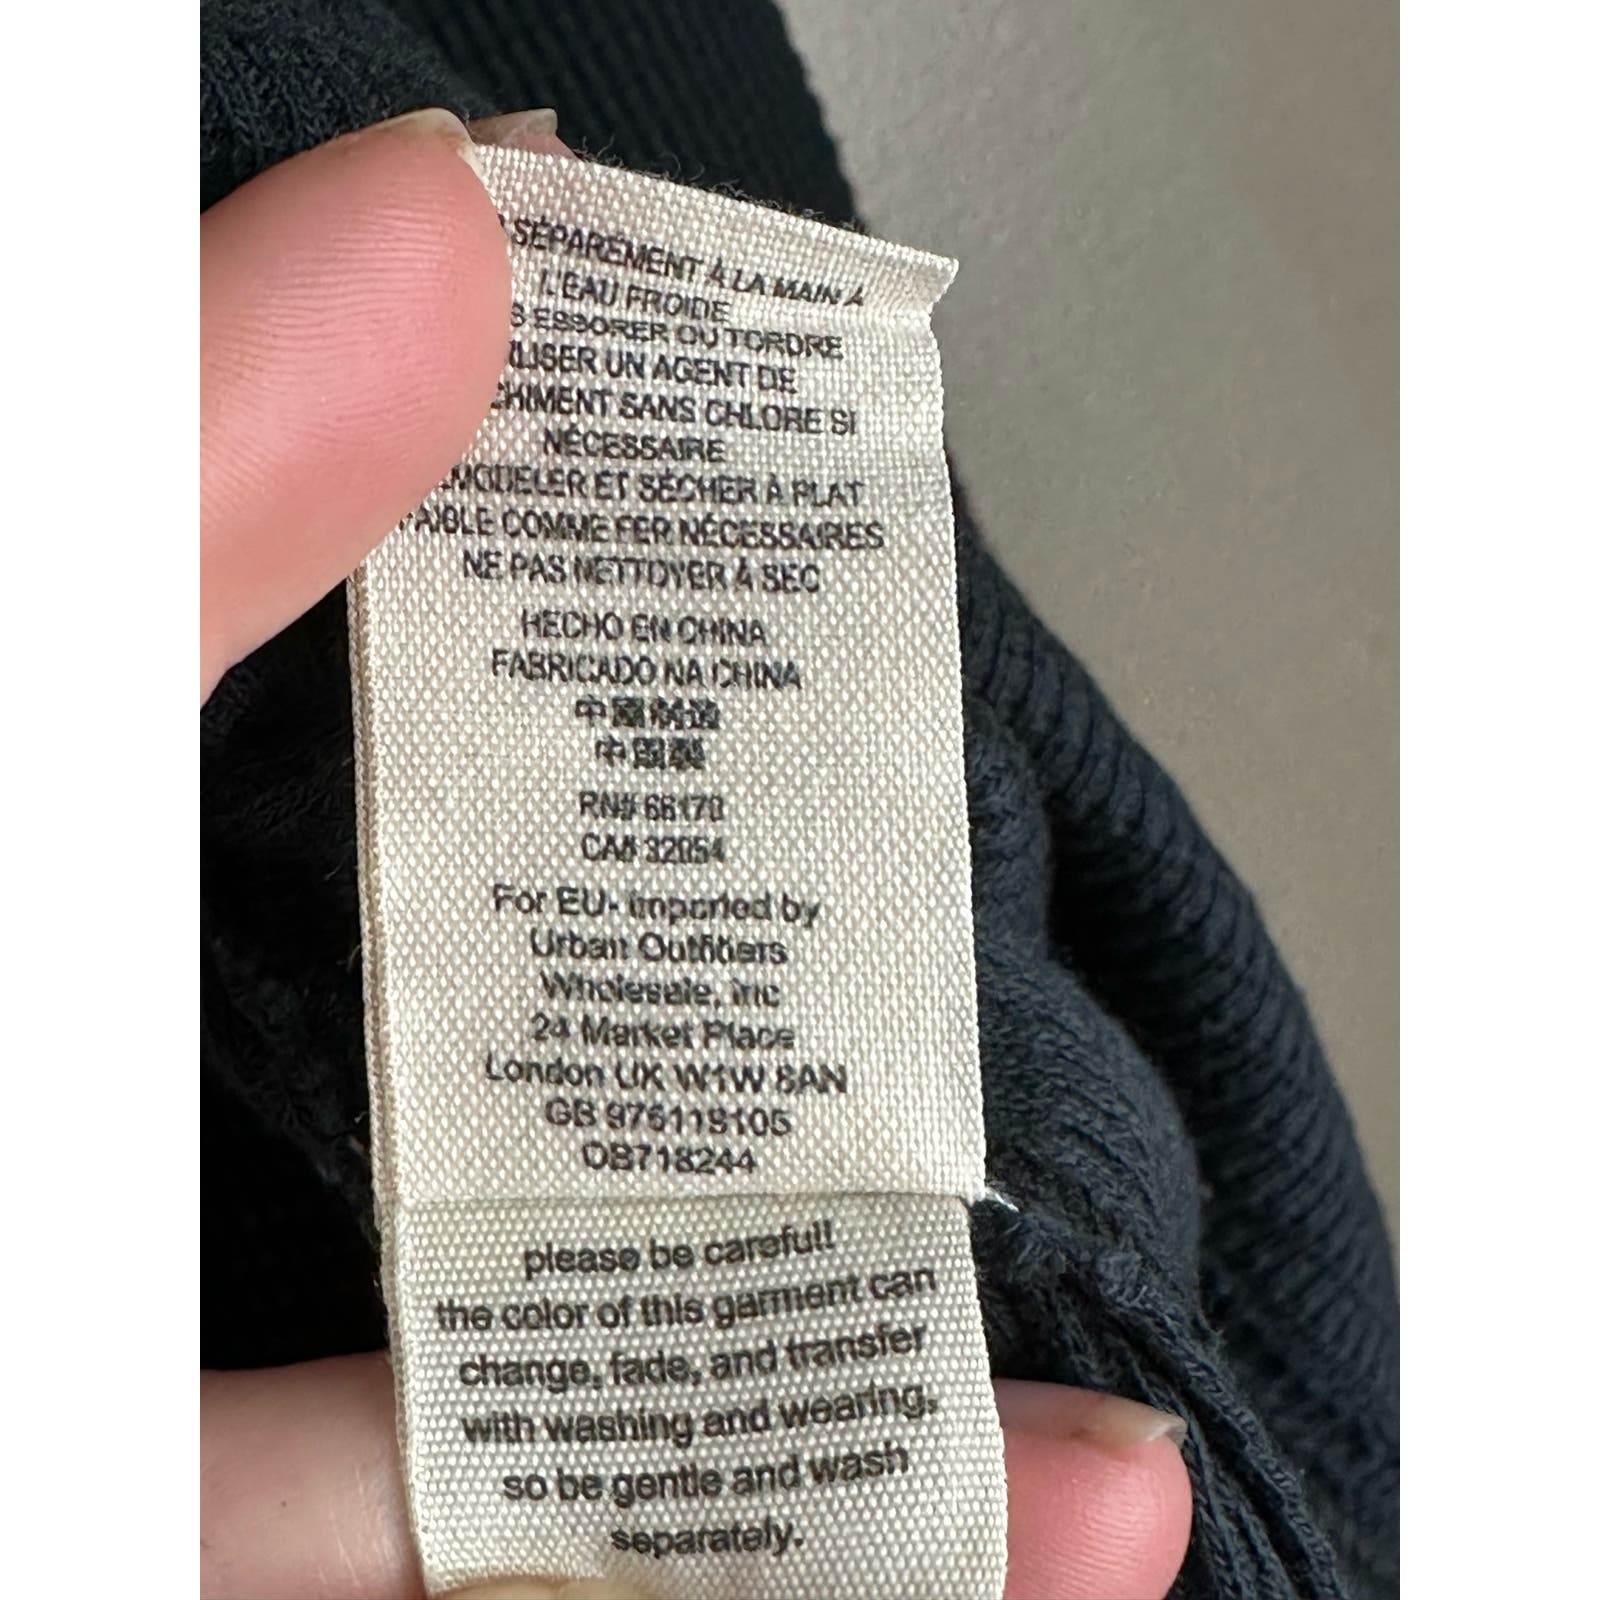 SÉPARÉMENT À LA MAIN À
L'EAU FROIDE
ESSORER OU TORDRE
UN AGENT DE
SANS CHLORE SI
NÉCESSAIRE
ET SÉCHER À PLAT
COMME FER NÉCESSAIRES
NE PAS NETTOYER À SEC
HECHO EN CHINA
FABRICADO NA CHINA
中國制造
中国製
RN# 66170
CA# 32054
For EU- imported by
Urban Outfitters
Wholesale, Inc
24 Market Place
London UK W1W 8AN
GB 976119105
OB718244
please be careful!
the color of this garment can
change, fade, and transfer
with washing and wearing,
so be gentle and wash
separately.